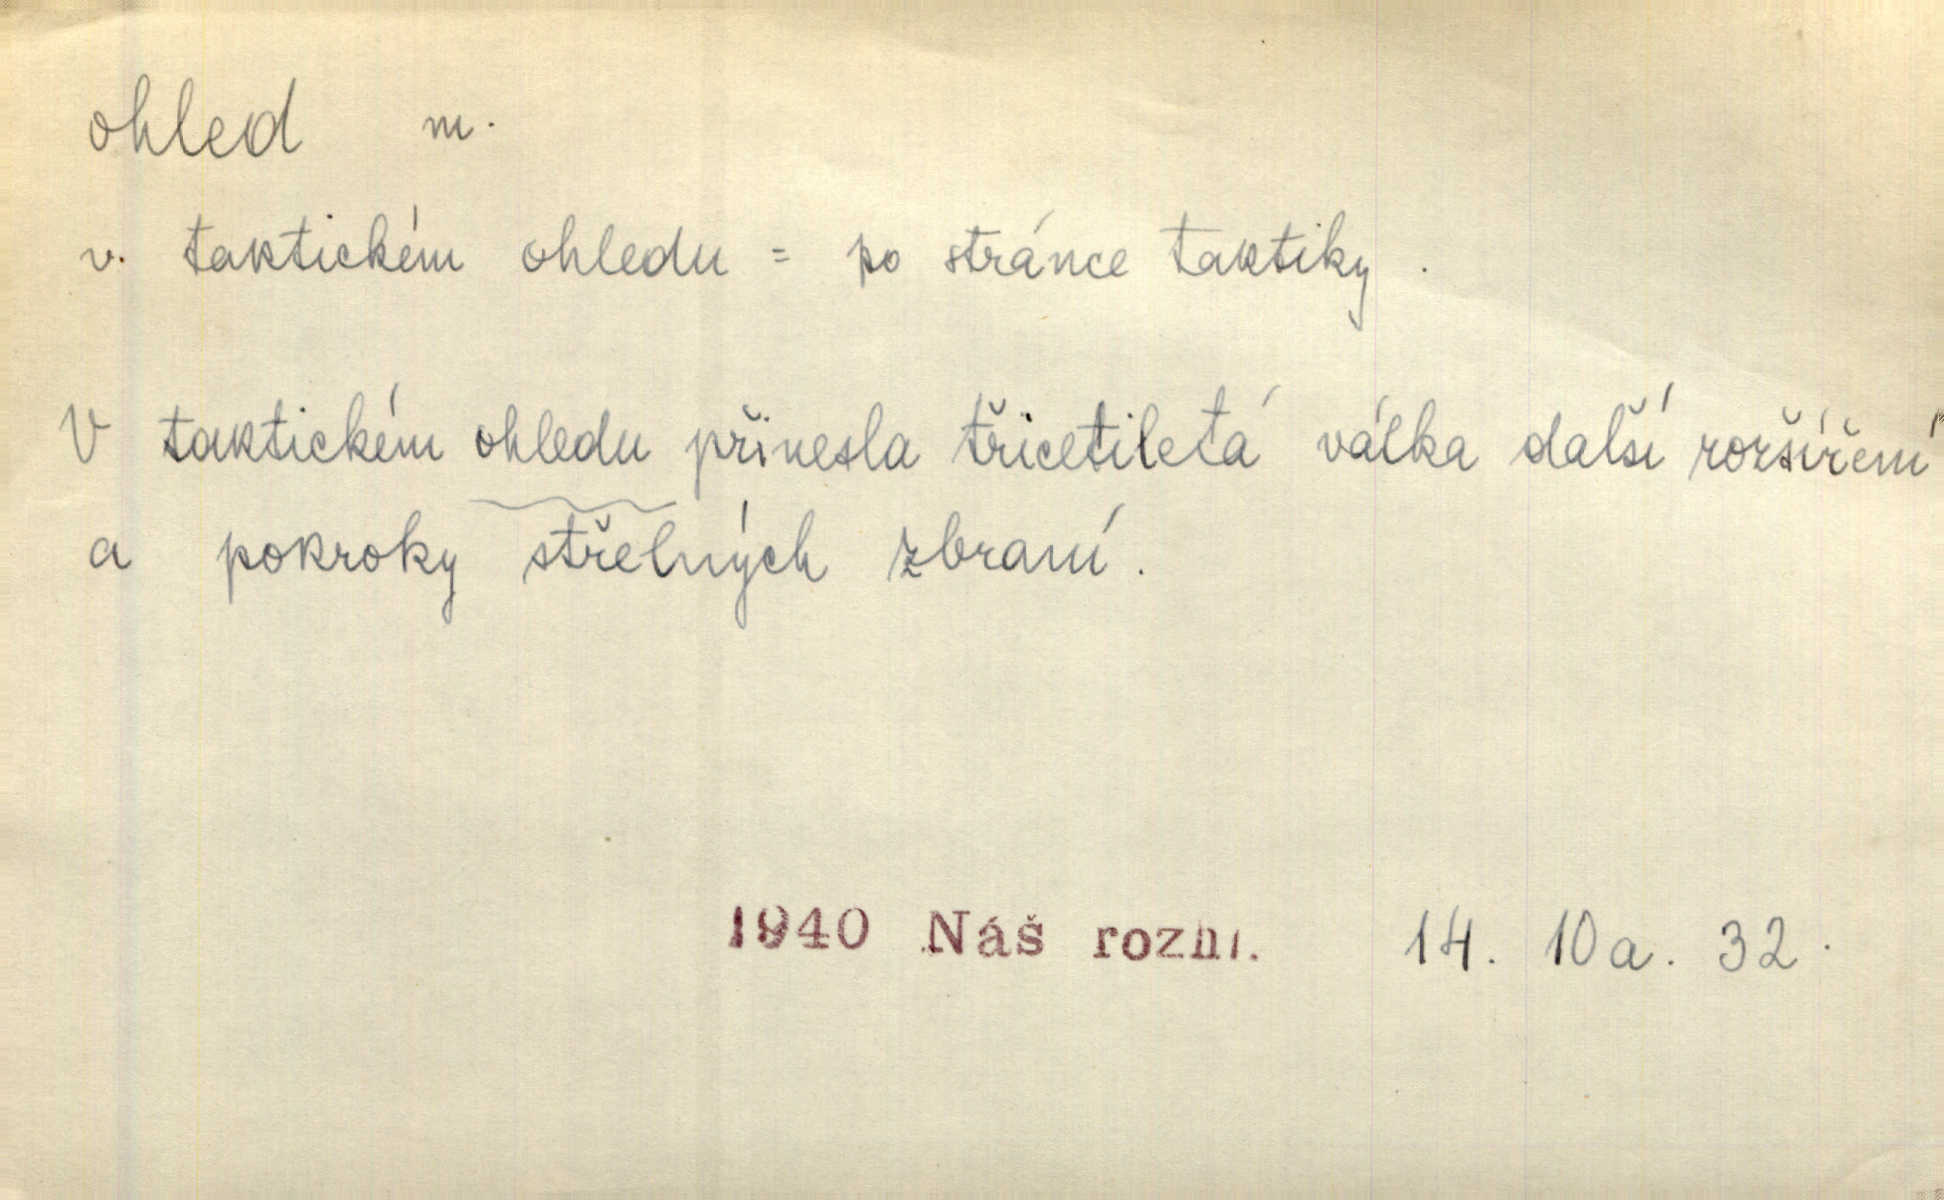 ohled m.
v. taktickém ohledu = po stránce taktiky.
V taktickém ohledu přinesla třicetiletá válka další rozšíření
a pokroky střelných zbraní.
1940 Náš rozhl. 14. 10a. 32.